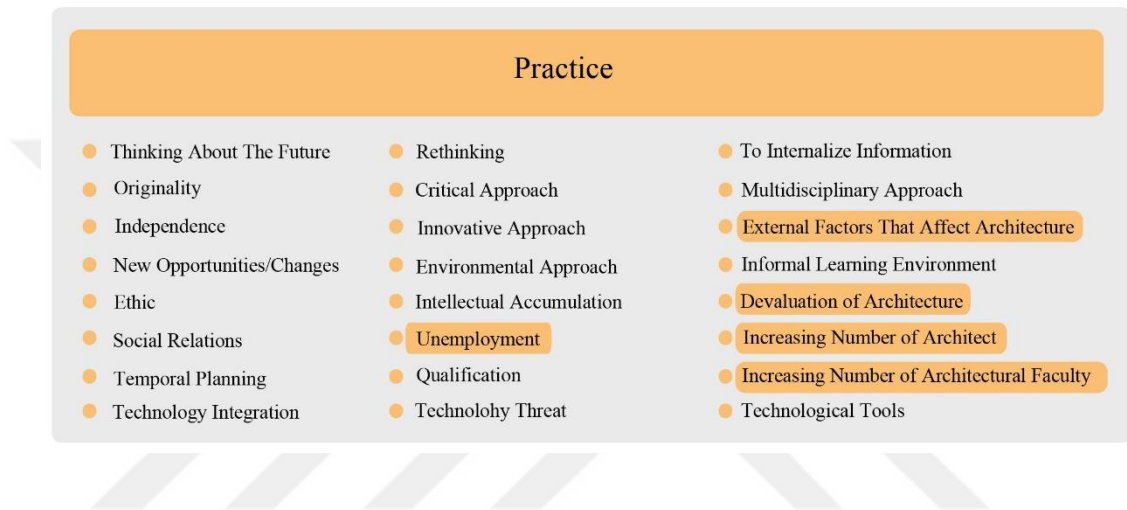 Practice
Thinking About The Future
Originality
Independence
New Opportunities/Changes
Ethic
Social Relations
Temporal Planning
Technology Integration
Rethinking
Critical Approach
Innovative Approach
Environmental Approach
Intellectual Accumulation
Unemployment
Qualification
Technolohy Threat
To Internalize Information
Multidisciplinary Approach
External Factors That Affect Architecture
Informal Learning Environment
Devaluation of Architecture
Increasing Number of Architect
Increasing Number of Architectural Faculty
Technological Tools